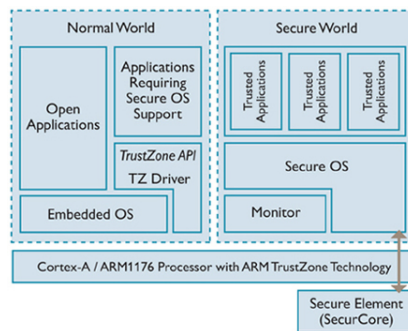 Normal World
Open
Applications
Applications
Requiring
Secure OS
Support
TrustZone API
TZ Driver
Embedded OS
Secure World
Trusted
Applications
Trusted
Applications
Trusted
Applications
Secure OS
Monitor
Cortex-A / ARM1176 Processor with ARM TrustZone Technology
Secure Element
(SecurCore)